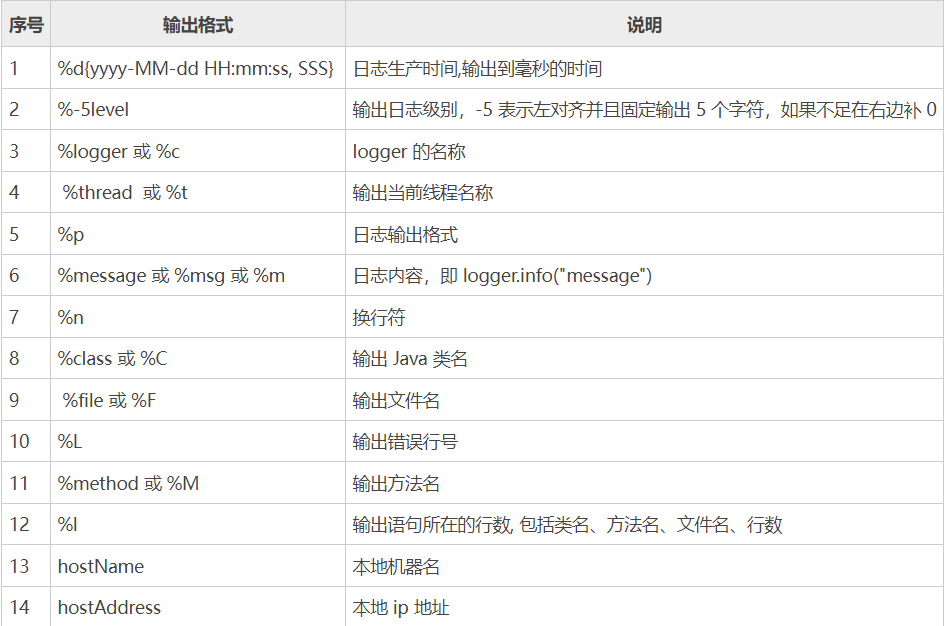 序号 输出格式 说明
1 %d{yyyy-MM-dd HH:mm:ss, SSS} 日志生产时间,输出到毫秒的时间
2 %-5level 输出日志级别，-5 表示左对齐并且固定输出 5 个字符，如果不足在右边补 0
3 %logger 或 %c logger 的名称
4 %thread 或 %t 输出当前线程名称
5 %p 日志输出格式
6 %message 或 %msg 或 %m 日志内容，即 logger.info("message")
7 %n 换行符
8 %class 或 %C 输出 Java 类名
9 %file 或 %F 输出文件名
10 %L 输出错误行号
11 %method 或 %M 输出方法名
12 %l 输出语句所在的行数, 包括类名、方法名、文件名、行数
13 hostName 本地机器名
14 hostAddress 本地 ip 地址